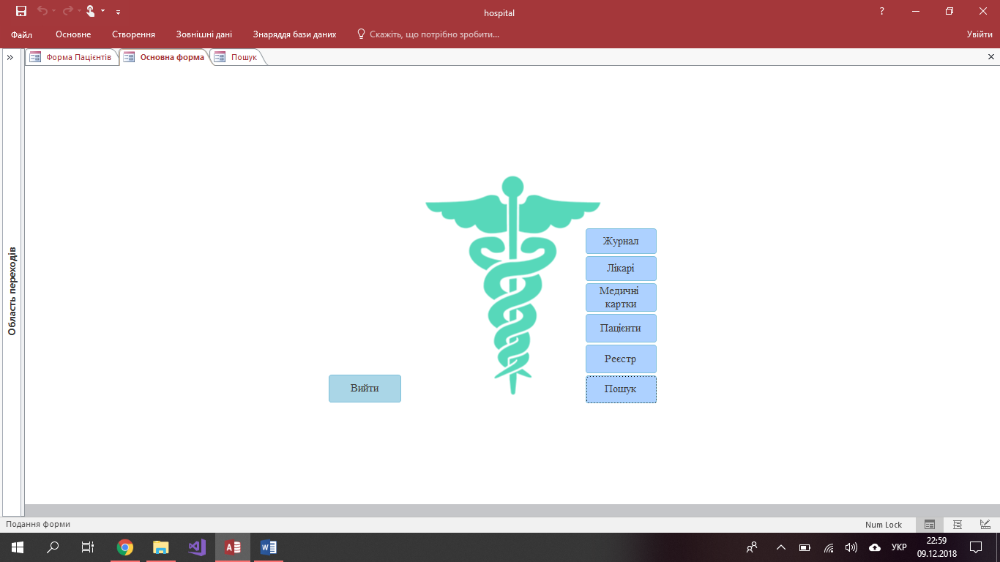 hospital
?
Файл Основне Створення Зовнішні дані Знаряддя бази даних Скажіть, що потрібно зробити... Увійти
Форма Пацієнтів Основна форма Пошук
Область переходів
Журнал
Лікарі
Медичні
картки
Пацієнти
Реєстр
Пошук
Вийти
Подання форми Num Lock
УКР
22:59
09.12.2018